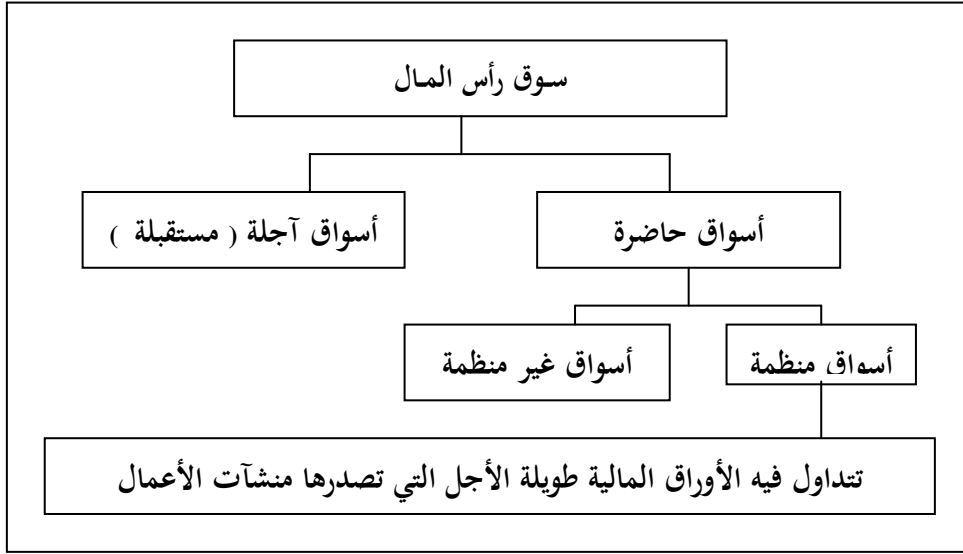 سوق رأس المال
أسواق حاضرة
أسواق آجلة ( مستقبلة )
أسواق منظمة
أسواق غير منظمة
تتداول فيه الأوراق المالية طويلة الأجل التي تصدرها منشآت الأعمال